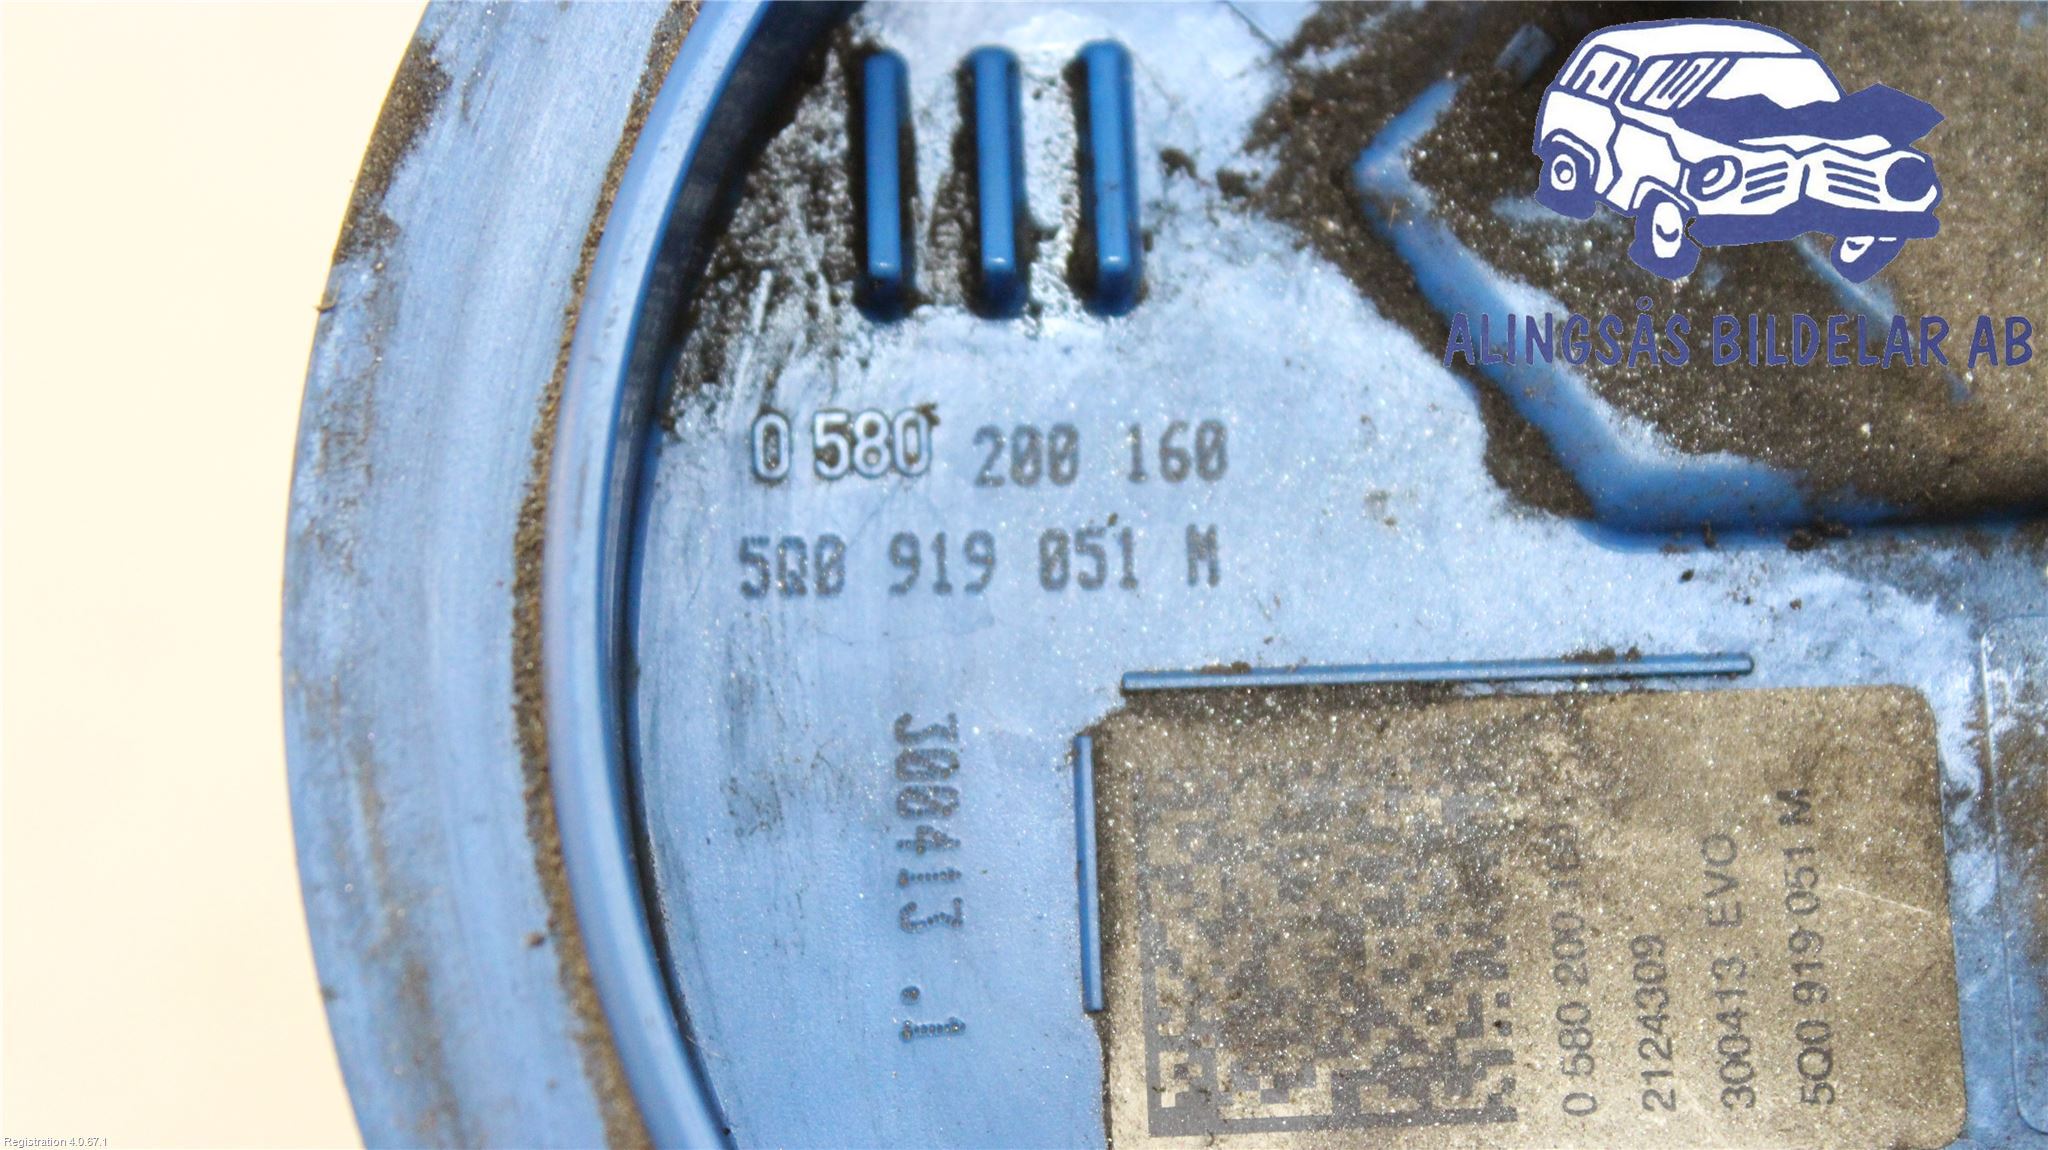 ALINGSÅS BILDELAR AB
0 580 200 160
5Q0 919 051 M
300413 .1
0 580 200
2124309
300413 EVO
5Q0 919 051 M
Registration 4.0.67.1